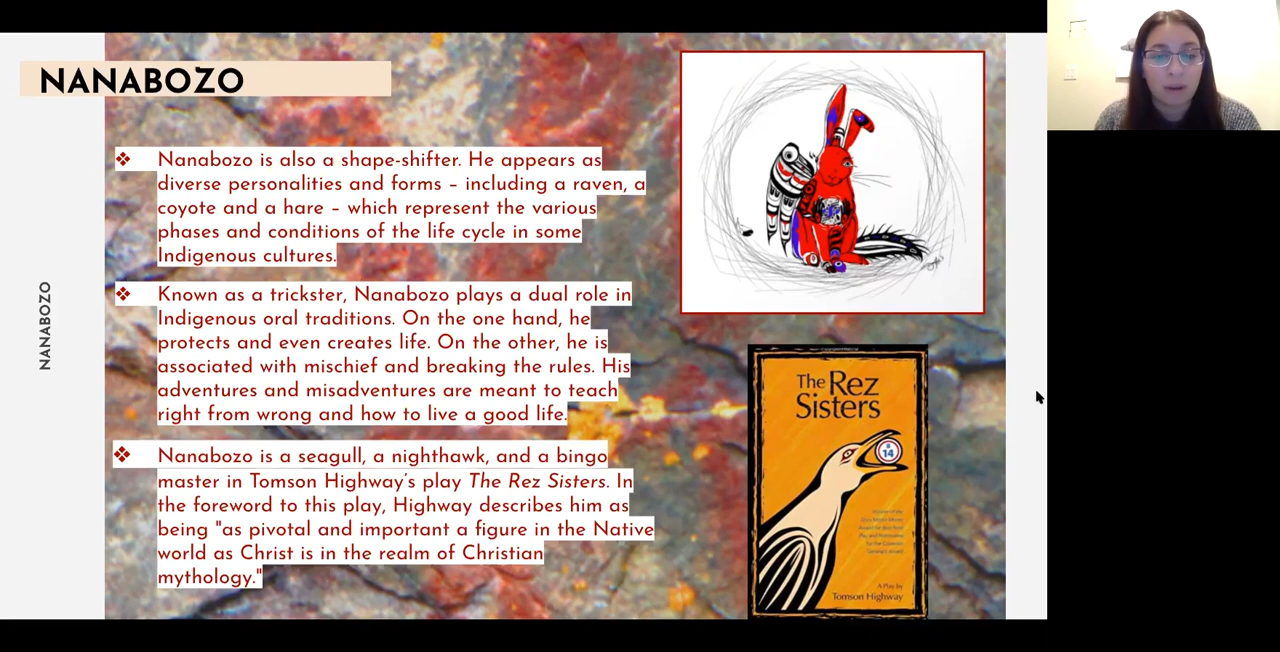 NANABOZO
NANABOZO
❖ Nanabozo is also a shape-shifter. He appears as
diverse personalities and forms – including a raven, a
coyote and a hare – which represent the various
phases and conditions of the life cycle in some
Indigenous cultures.
❖ Known as a trickster, Nanabozo plays a dual role in
Indigenous oral traditions. On the one hand, he
protects and even creates life. On the other, he is
associated with mischief and breaking the rules. His
adventures and misadventures are meant to teach
right from wrong and how to live a good life.
❖ Nanabozo is a seagull, a nighthawk, and a bingo
master in Tomson Highway's play The Rez Sisters. In
the foreword to this play, Highway describes him as
being "as pivotal and important a figure in the Native
world as Christ is in the realm of Christian
mythology."
The Rez
Sisters
B
14
A Play by
Tomson Highway